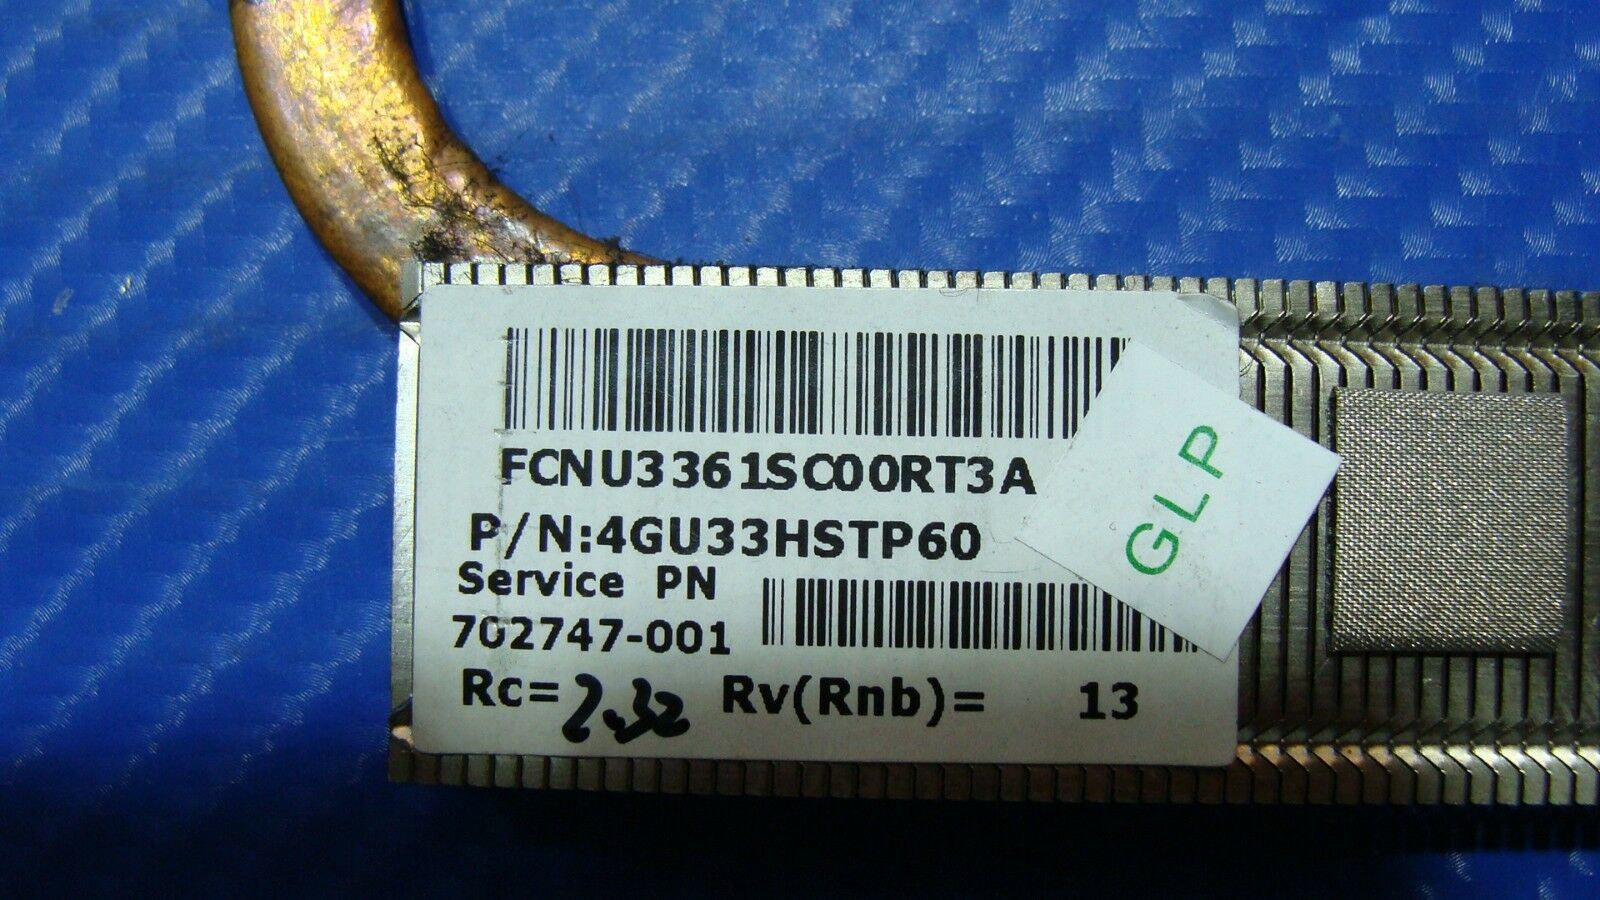 FCNU3361SC00RT3A
P/N:4GU33HSTP60
Service PN
702747-001
Rc=2.32 Rv(Rnb)= 13
GLP